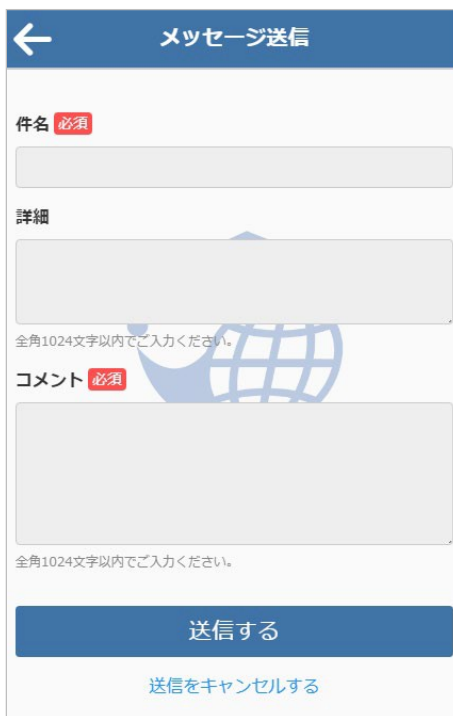 メッセージ送信
件名 必須
詳細
全角1024文字以内でご入力ください。
コメント 必須
全角1024文字以内でご入力ください。
送信する
送信をキャンセルする